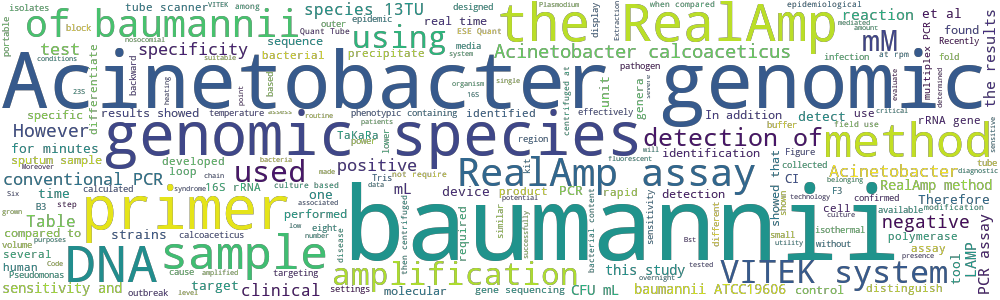 isolates
of baumannii
tube scanner
VITEK
among
nosocomial
epidemic
outer
species 13TU
real time
Quant Tube
ESE Quant
designed
several
using
sequence
precipitate
media
system
display
the RealAmp
Plasmodium
Extraction
when compared
epidemiological
amount
mediated
reaction
mM
et al
found
Recently
multiplex PCR
the results
portable
block
test
conditions
specificity
bacterial
differentiate
Acinetobacter calcoaceticus
infection
at rpm
evaluate
fold
determined
sensitive
Acinetobacter genomic
235
backward
heating
suitable
point
based
organism
16S
single
centrifuged at
unit
genera
pathogen
server
detect
use
critical
rRNA gene
specific
results showed
temperature
assess
routine
phenotypic containing
identified
effectively
In addition
buffer
field use
However
for minutes
genomic species
TaKaRa
power
patients
lower
region
detection of
method
sputum sample
Moreover
developed
loop
chain
bacteria
made
positive
kit
fluorescent
identification
will
Figure
collected
tube
diagnostic
conventional PCR
used
RealAmp assay
showed that
CI
shown
Acinetobacter
belonging
technology
confirmed
Six
time
calculated
syndrome
16S rRNA
culture based
one
associated
Tris
data
not require
mL
device
product
potential
PCR
rapid
detection
F3
RealAmp method
grown
B3
step
Table
compared to
strains
primer
calcoaceticus
performed
low
eight
number
disease
then centrifuged
required
similar
successfully
baumannii
bacterial content
sensitivity
Bst
different
small
utility
cell
culture
isothermal
without
available
modification
Therefore
negative
polymerase
tool
LAMP
PCR assay
volume
several
purposes
human
Code
Pseudomonas
DNA
sample
cause
amplified
targeting
amplification
this study
tested
VITEK system
assay
presence
sensitivity and
outbreak
level
target
clinical
settings
molecular
gene sequencing
CFU mL
overnight
baumannii ATCC19606
control
distinguish